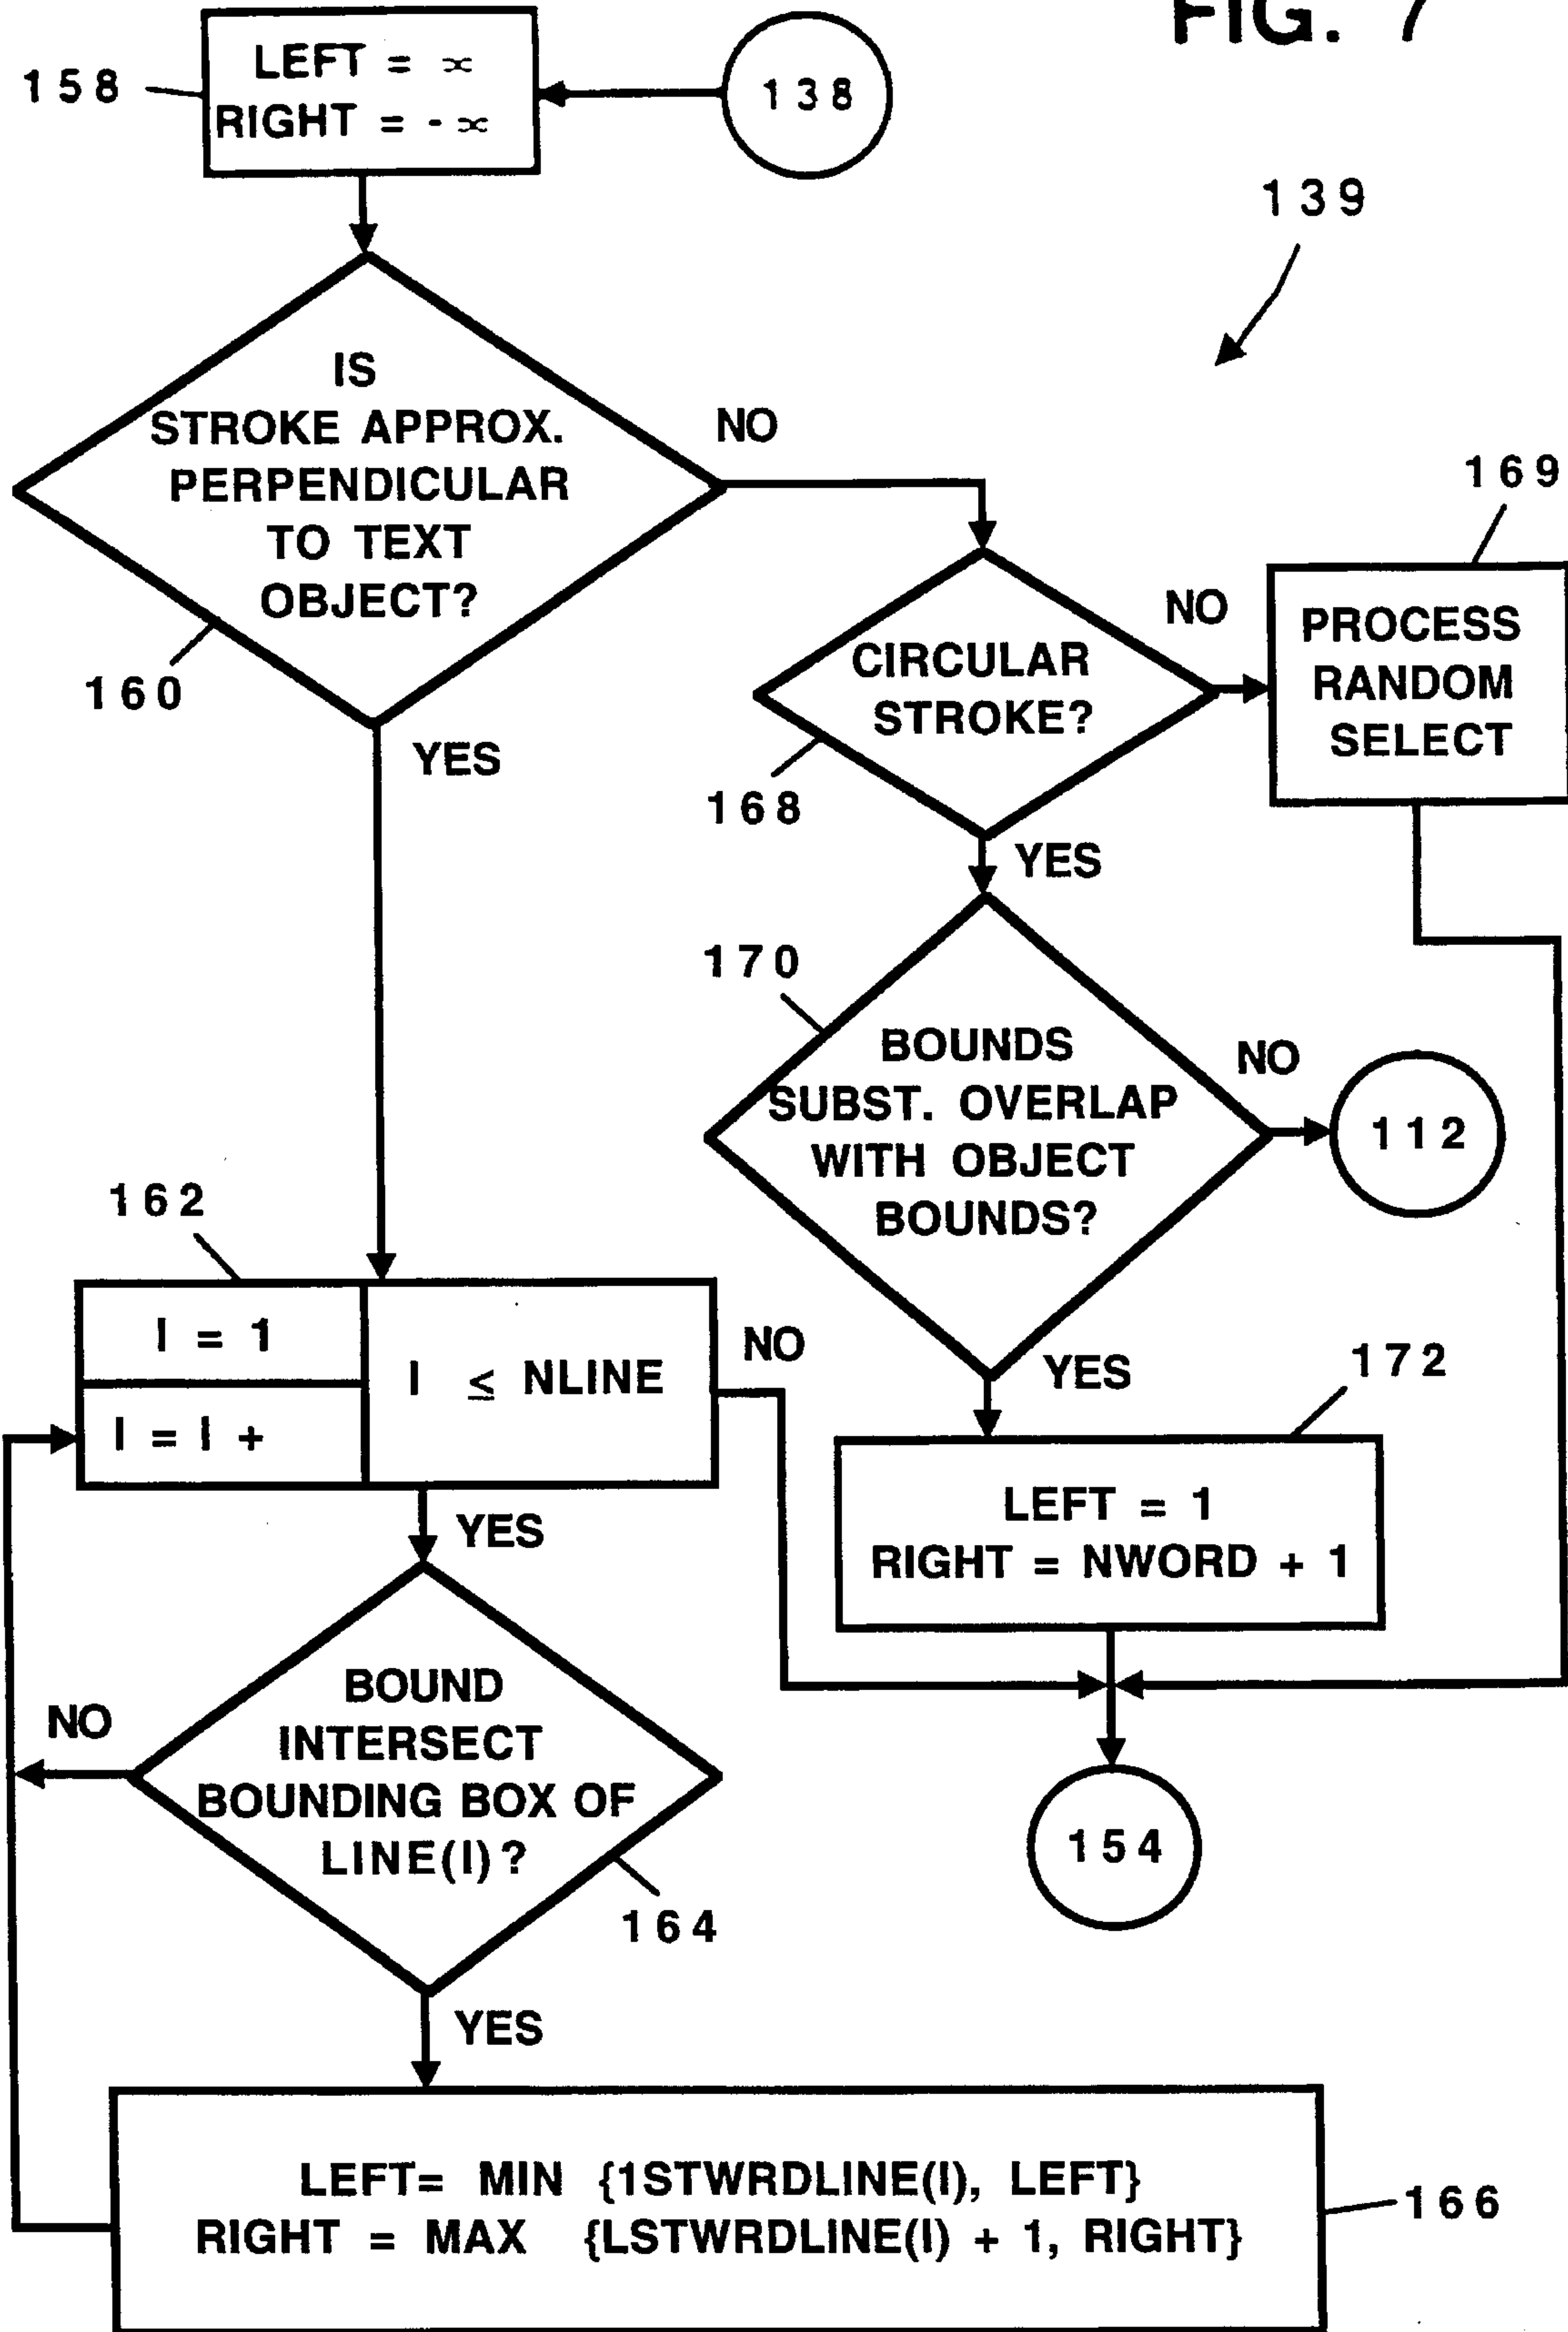 FIG. 7
158
LEFT = ∝
RIGHT = - ∝
138
139
IS
STROKE APPROX.
PERPENDICULAR
TO TEXT
OBJECT?
NO
160
YES
169
PROCESS
RANDOM
SELECT
NO
CIRCULAR
STROKE?
168
YES
170
BOUNDS
SUBST. OVERLAP
WITH OBJECT
BOUNDS?
NO
112
162
I = 1
I = I +
I ≤ NLINE
NO
YES
YES
172
LEFT = 1
RIGHT = NWORD + 1
BOUND
INTERSECT
BOUNDING BOX OF
LINE(I)?
NO
164
154
YES
LEFT= MIN {1STWRDLINE(I), LEFT}
RIGHT = MAX {LSTWRDLINE(I) + 1, RIGHT}
166